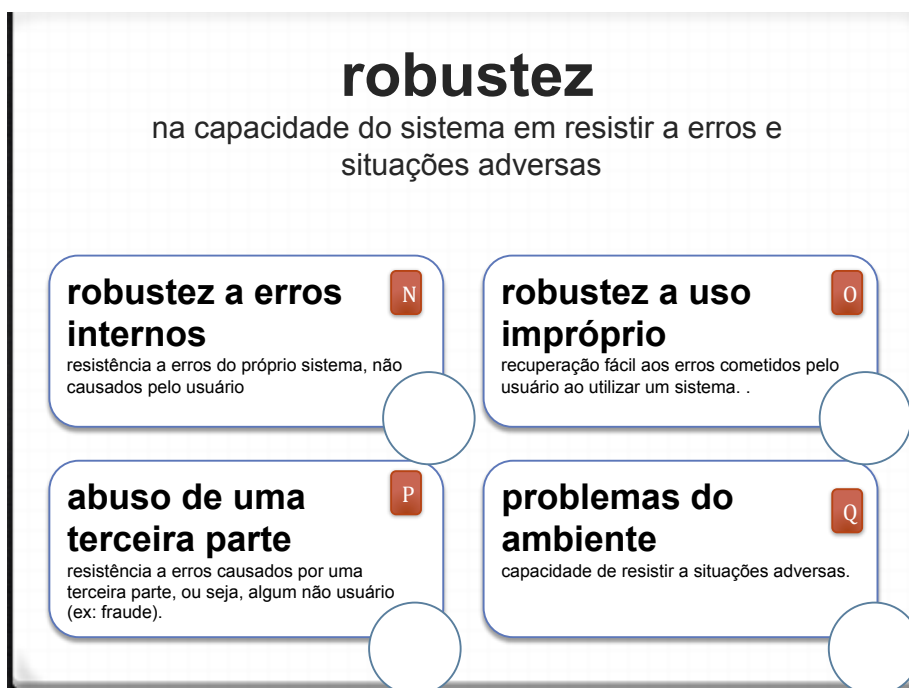 robustez
na capacidade do sistema em resistir a erros e
situações adversas
robustez a erros
internos
N
resistência a erros do próprio sistema, não
causados pelo usuário
robustez a uso
impróprio
O
recuperação fácil aos erros cometidos pelo
usuário ao utilizar um sistema. .
abuso de uma
terceira parte
P
resistência a erros causados por uma
terceira parte, ou seja, algum não usuário
(ex: fraude).
problemas do
ambiente
Q
capacidade de resistir a situações adversas.